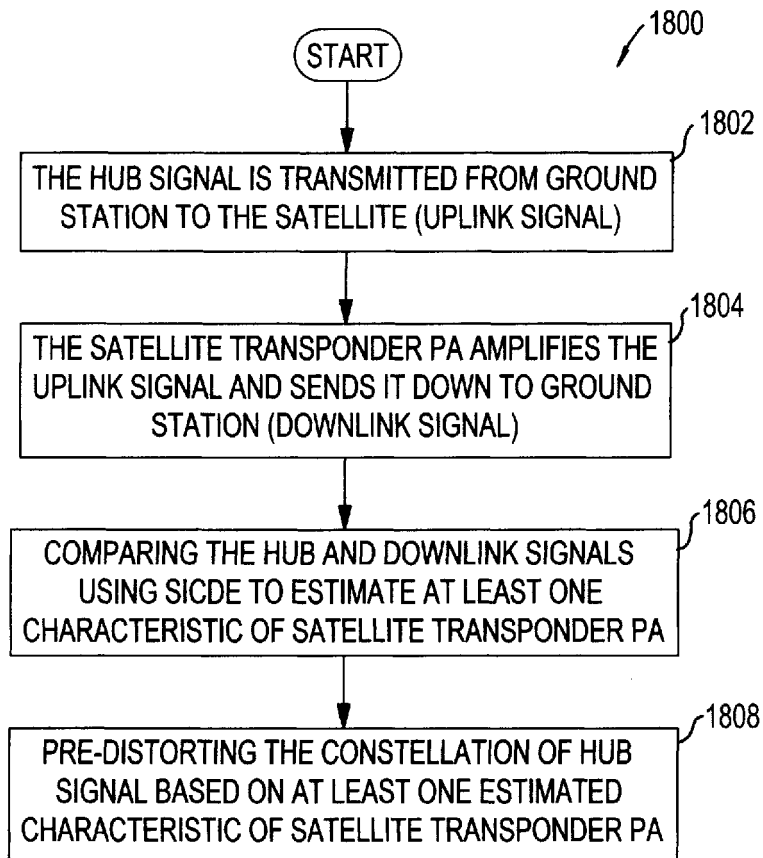 START
1800
1802
THE HUB SIGNAL IS TRANSMITTED FROM GROUND
STATION TO THE SATELLITE (UPLINK SIGNAL)
1804
THE SATELLITE TRANSPONDER PA AMPLIFIES THE
UPLINK SIGNAL AND SENDS IT DOWN TO GROUND
STATION (DOWNLINK SIGNAL)
1806
COMPARING THE HUB AND DOWNLINK SIGNALS
USING SICDE TO ESTIMATE AT LEAST ONE
CHARACTERISTIC OF SATELLITE TRANSPONDER PA
1808
PRE-DISTORTING THE CONSTELLATION OF HUB
SIGNAL BASED ON AT LEAST ONE ESTIMATED
CHARACTERISTIC OF SATELLITE TRANSPONDER PA